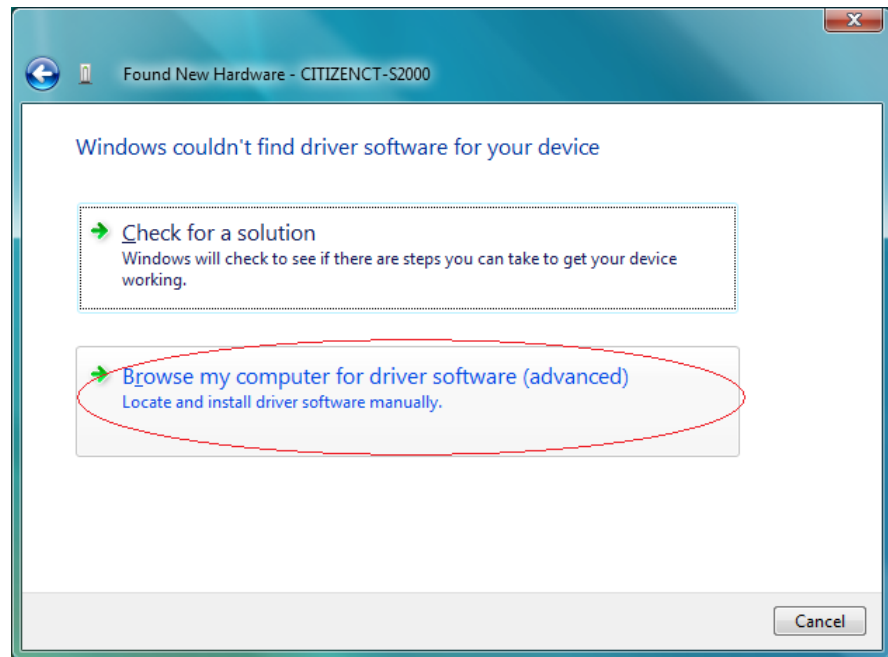 Found New Hardware - CITIZENCT-S2000
Windows couldn't find driver software for your device
Check for a solution
Windows will check to see if there are steps you can take to get your device
working.
Browse my computer for driver software (advanced)
Locate and install driver software manually.
Cancel